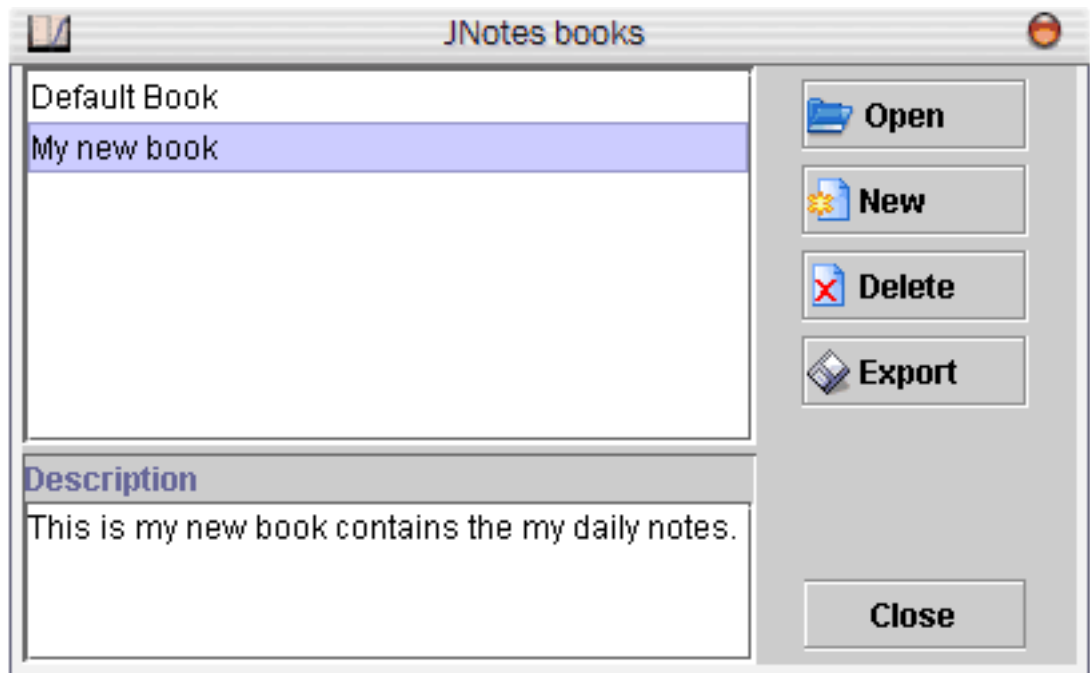 JNotes books
Default Book
My new book
Open
New
Delete
Export
Description
This is my new book contains the my daily notes.
Close